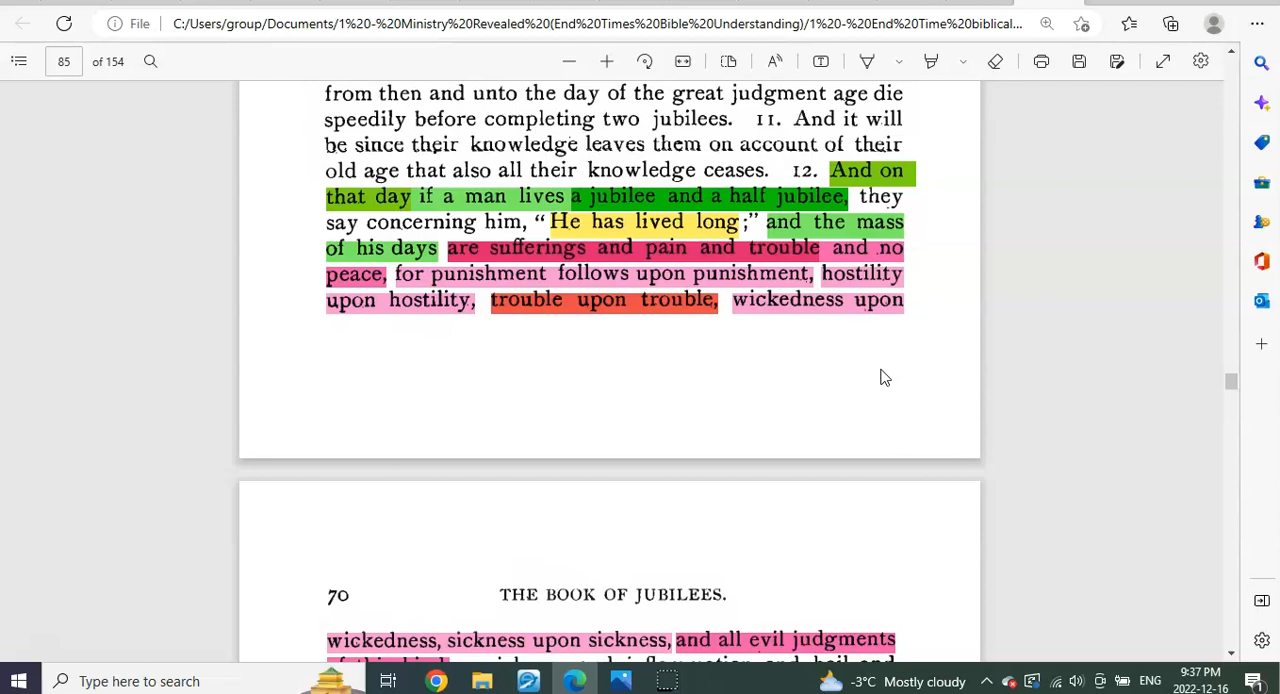 File
C:/Users/group/Documents/1%20-%20Ministry%20Revealed%20(End%20Times%20Bible%20Understanding)/1%20-%20End%20Time%20biblical...
85 of 154
from then and unto the day of the great judgment age die
speedily before completing two jubilees. 11. And it will
be since their knowledge leaves them on account of their
old age that also all their knowledge ceases. 12. And on
that day if a man lives a jubilee and a half jubilee, they
say concerning him, "He has lived long;" and the mass
of his days are sufferings and pain and trouble and no
peace, for punishment follows upon punishment, hostility
upon hostility, trouble upon trouble, wickedness upon
70 THE BOOK OF JUBILEES.
wickedness, sickness upon sickness, and all evil judgments
Type here to search
-3°C Mostly cloudy
ENG
9:37 PM
2022-12-16